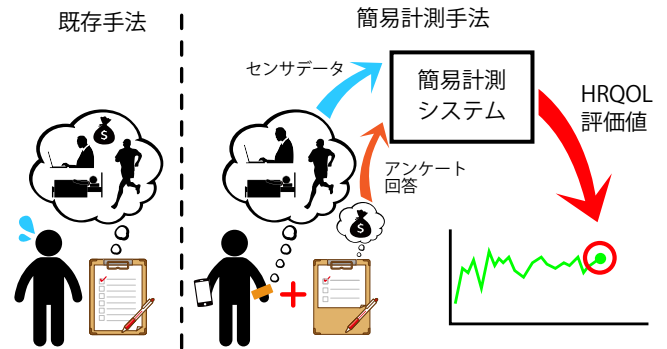 既存手法
簡易計測手法
センサデータ
簡易計測
システム
HRQOL
評価値
アンケート
回答
$
$